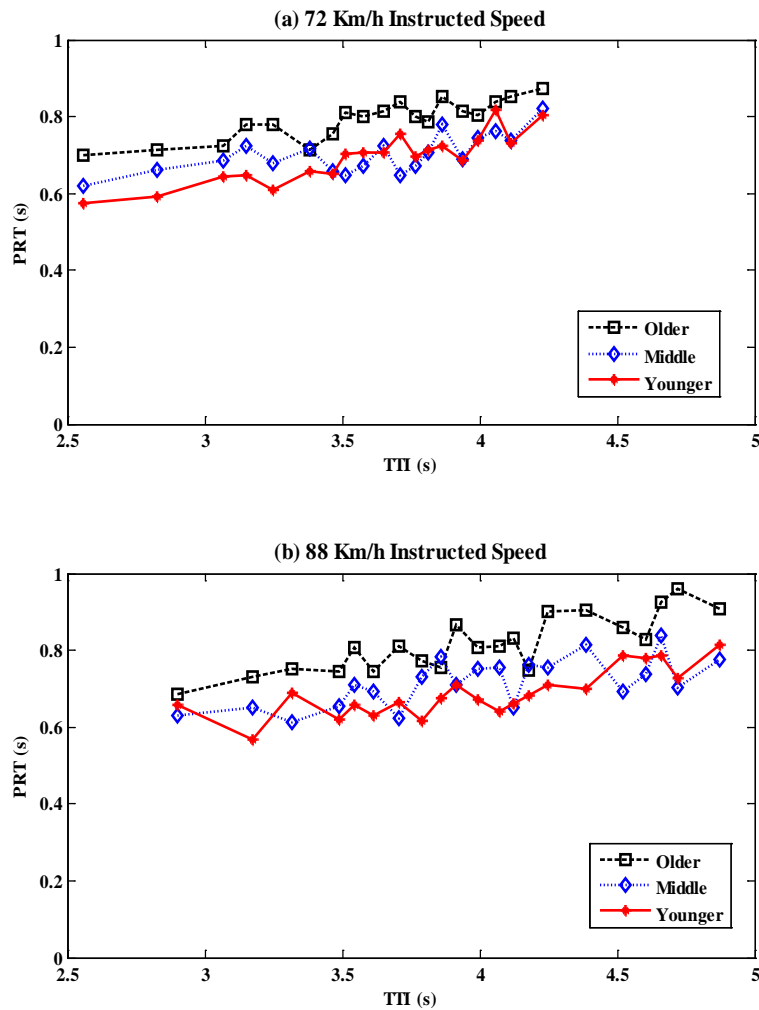 (a) 72 Km/h Instructed Speed
1
0.8
0.6
0.4
0.2
0
PRT (s)
Older
Middle
Younger
2.5 3 3.5 4 4.5 5
TTI (s)
(b) 88 Km/h Instructed Speed
1
0.8
0.6
0.4
0.2
0
PRT (s)
Older
Middle
Younger
2.5 3 3.5 4 4.5 5
TTI (s)